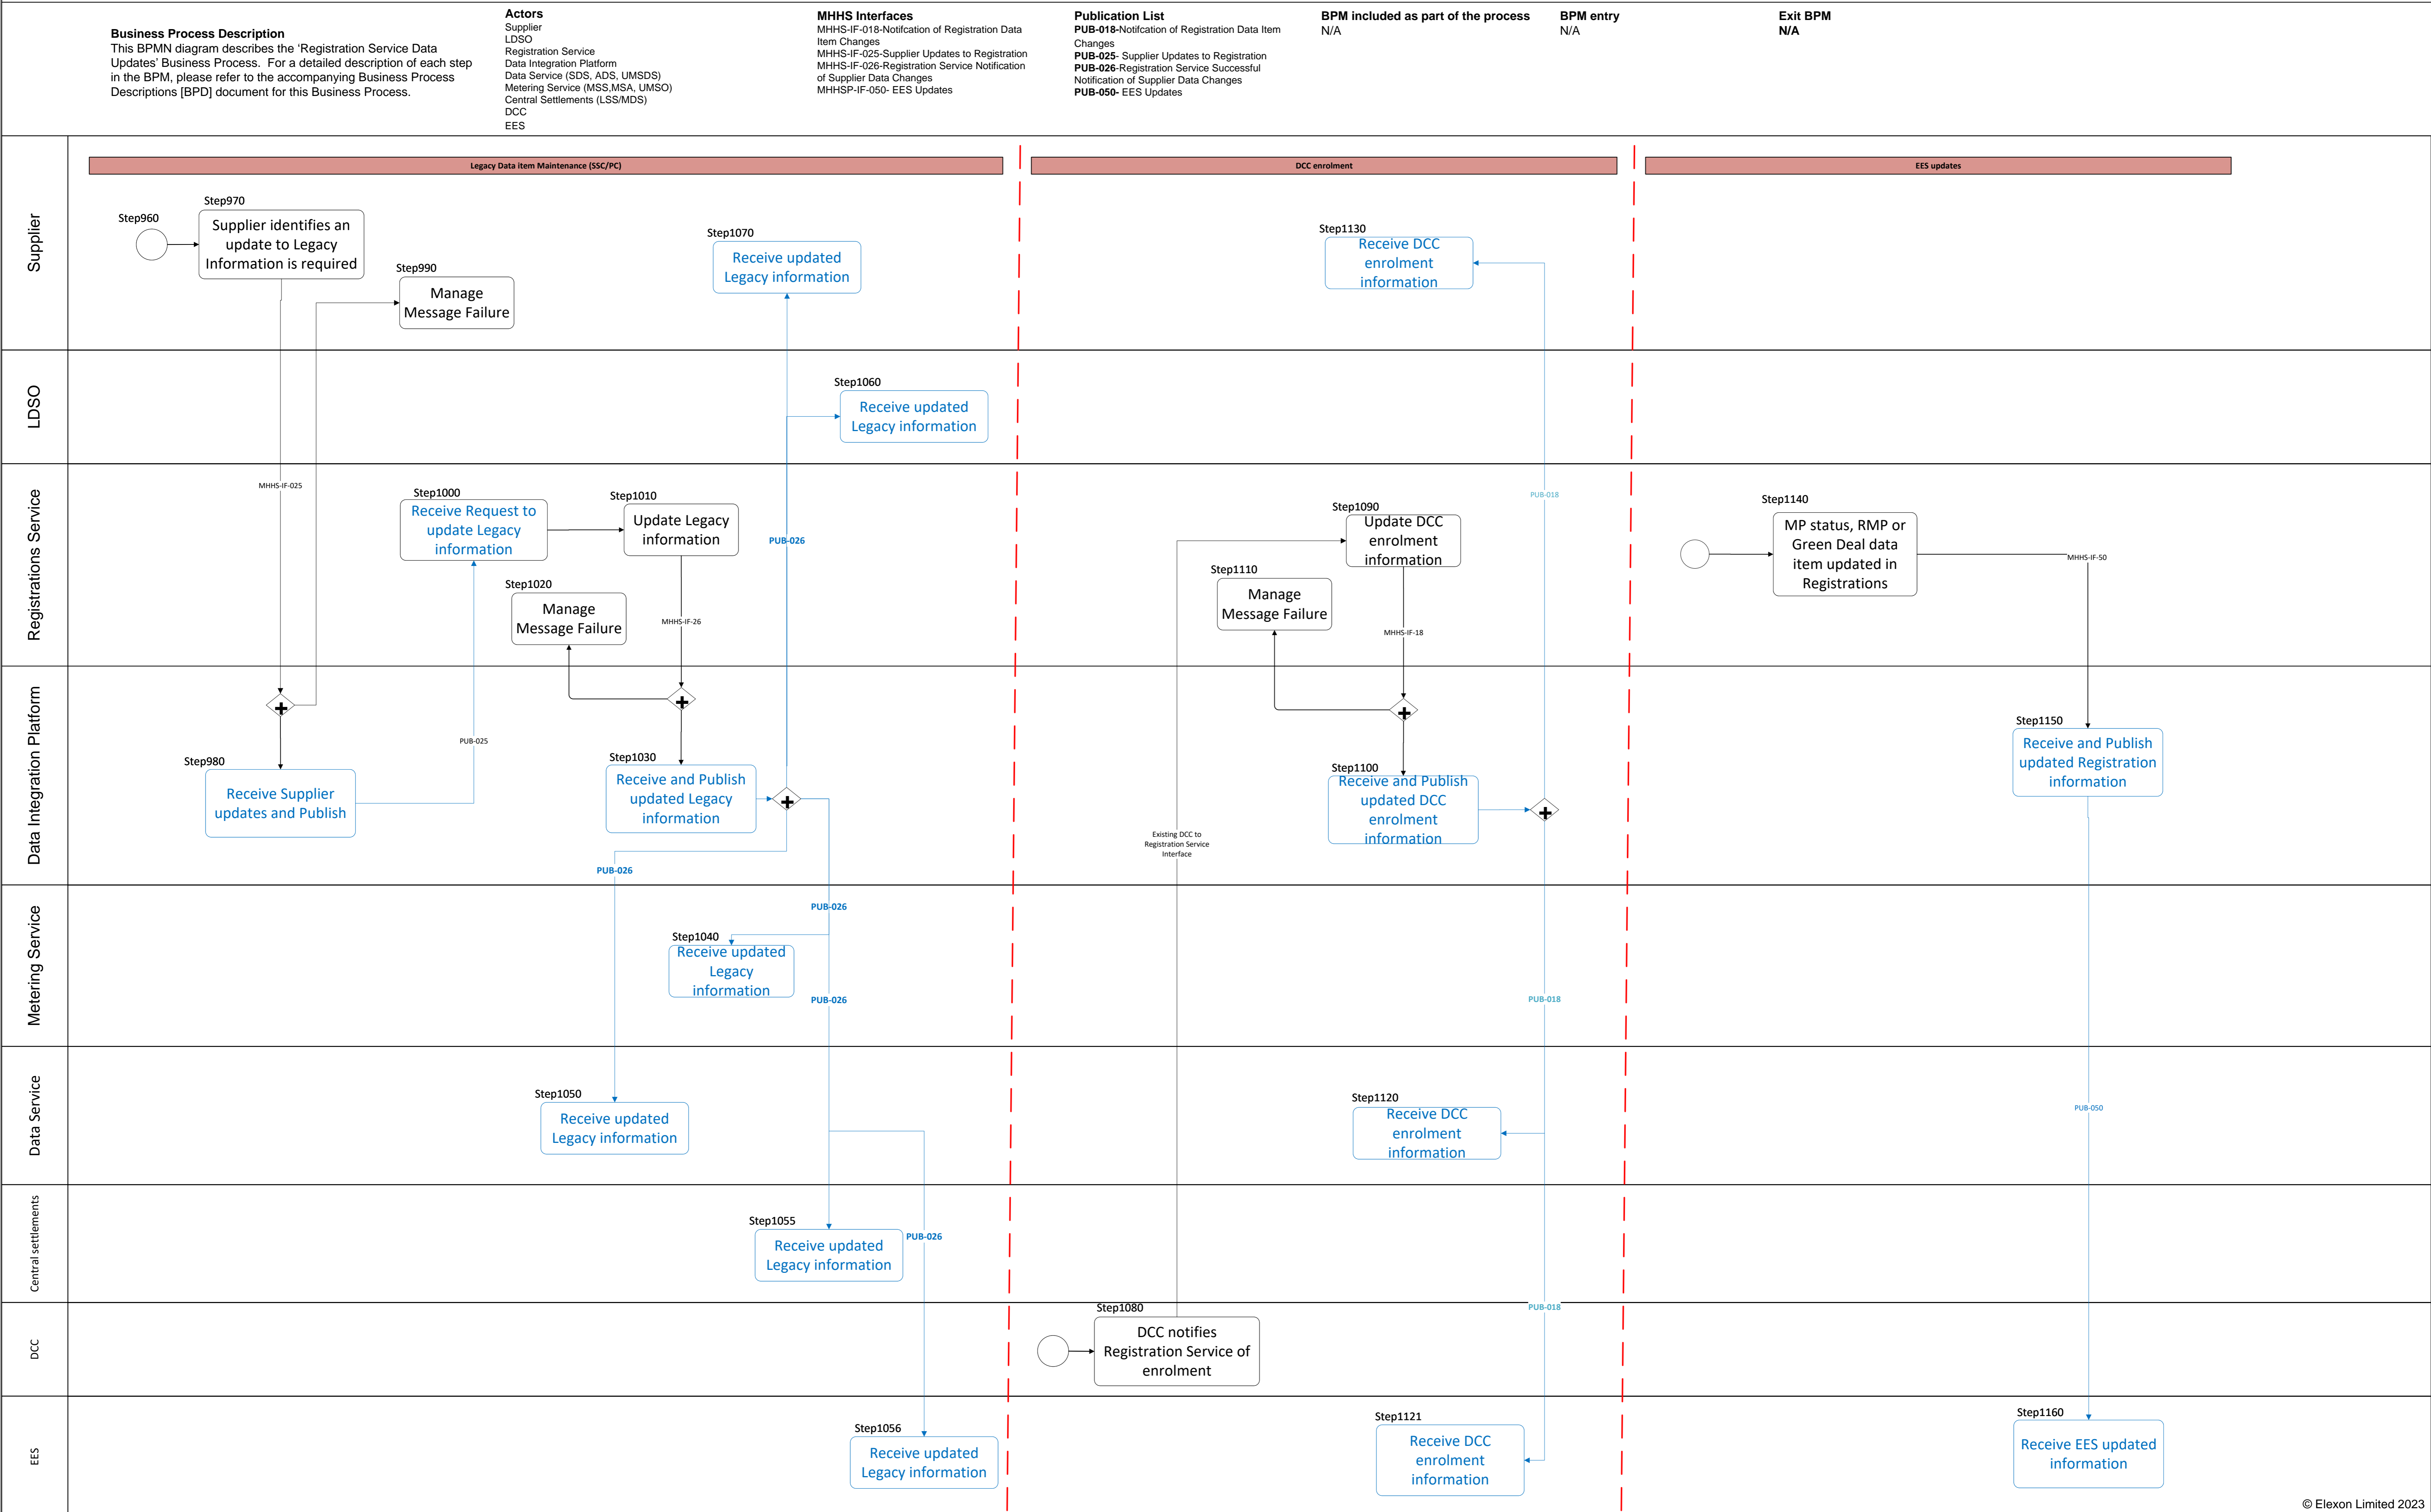 Business Process Description
This BPMN diagram describes the ‘Registration Service Data
Updates’ Business Process.  For a detailed description of each step
in the BPM, please refer to the accompanying Business Process
Descriptions [BPD] document for this Business Process.
Actors
Supplier
LDSO
Registration Service
Data Integration Platform
Data Service (SDS, ADS, UMSDS)
Metering Service (MSS,MSA, UMSO)
Central Settlements (LSS/MDS)
DCC
EES
MHHS Interfaces
MHHS-IF-018-Notifcation of Registration Data
Item Changes
MHHS-IF-025-Supplier Updates to Registration
MHHS-IF-026-Registration Service Notification
of Supplier Data Changes
MHHSP-IF-050- EES Updates
Publication List
PUB-018-Notifcation of Registration Data Item
Changes
PUB-025- Supplier Updates to Registration
PUB-026-Registration Service Successful
Notification of Supplier Data Changes
PUB-050- EES Updates
BPM included as part of the process
N/A
BPM entry
N/A
Exit BPM
N/A
Legacy Data item Maintenance (SSC/PC)
DCC enrolment
EES updates
Supplier
Step960
Step970
Supplier identifies an
update to Legacy
Information is required
Step990
Manage
Message Failure
Step1070
Receive updated
Legacy information
Step1130
Receive DCC
enrolment
information
LDSO
Step1060
Receive updated
Legacy information
Registrations Service
MHHS-IF-025
Step1000
Receive Request to
update Legacy
information
Step1010
Update Legacy
information
Step1020
Manage
Message Failure
MHHS-IF-26
PUB-026
Step1090
Update DCC
enrolment
information
Step1110
Manage
Message Failure
MHHS-IF-18
PUB-018
Step1140
MP status, RMP or
Green Deal data
item updated in
Registrations
MHHS-IF-50
Data Integration Platform
Step980
Receive Supplier
updates and Publish
PUB-025
Step1030
Receive and Publish
updated Legacy
information
PUB-026
Existing DCC to
Registration Service
Interface
Step1100
Receive and Publish
updated DCC
enrolment
information
Step1150
Receive and Publish
updated Registration
information
Metering Service
PUB-026
Step1040
Receive updated
Legacy
information
PUB-026
PUB-018
Data Service
Step1050
Receive updated
Legacy information
Step1120
Receive DCC
enrolment
information
PUB-050
Central settlements
Step1055
Receive updated
Legacy information
PUB-026
DCC
Step1080
DCC notifies
Registration Service of
enrolment
PUB-018
EES
Step1056
Receive updated
Legacy information
Step1121
Receive DCC
enrolment
information
Step1160
Receive EES updated
information
© Elexon Limited 2023